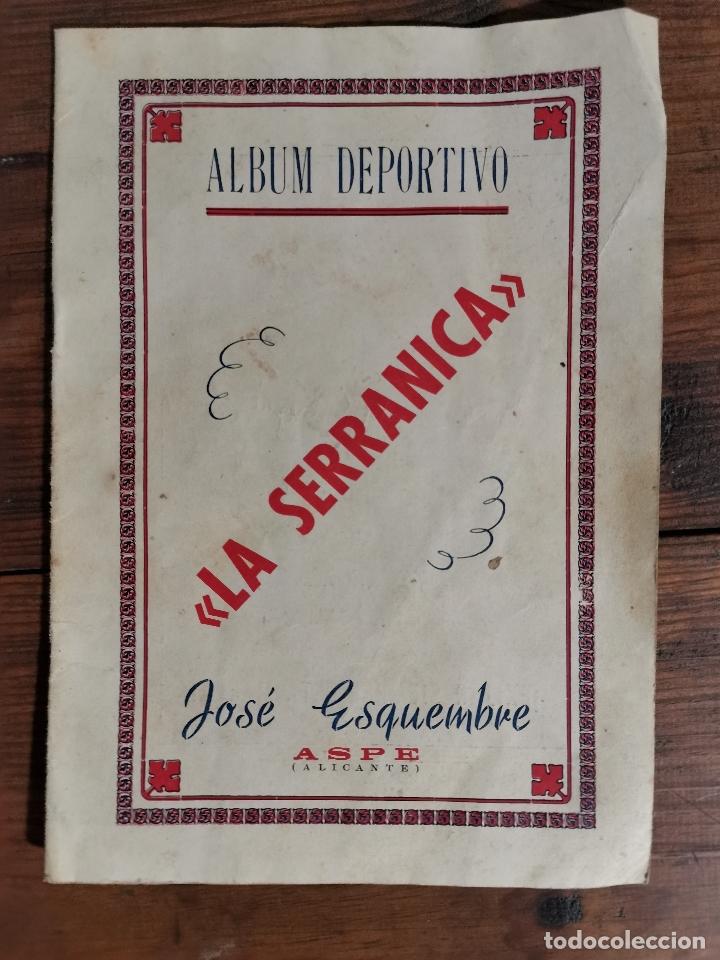 ALBUM DEPORTIVO
«LA SERRANICA»
José Esquembre
ASPE
(ALICANTE)
todocoleccion